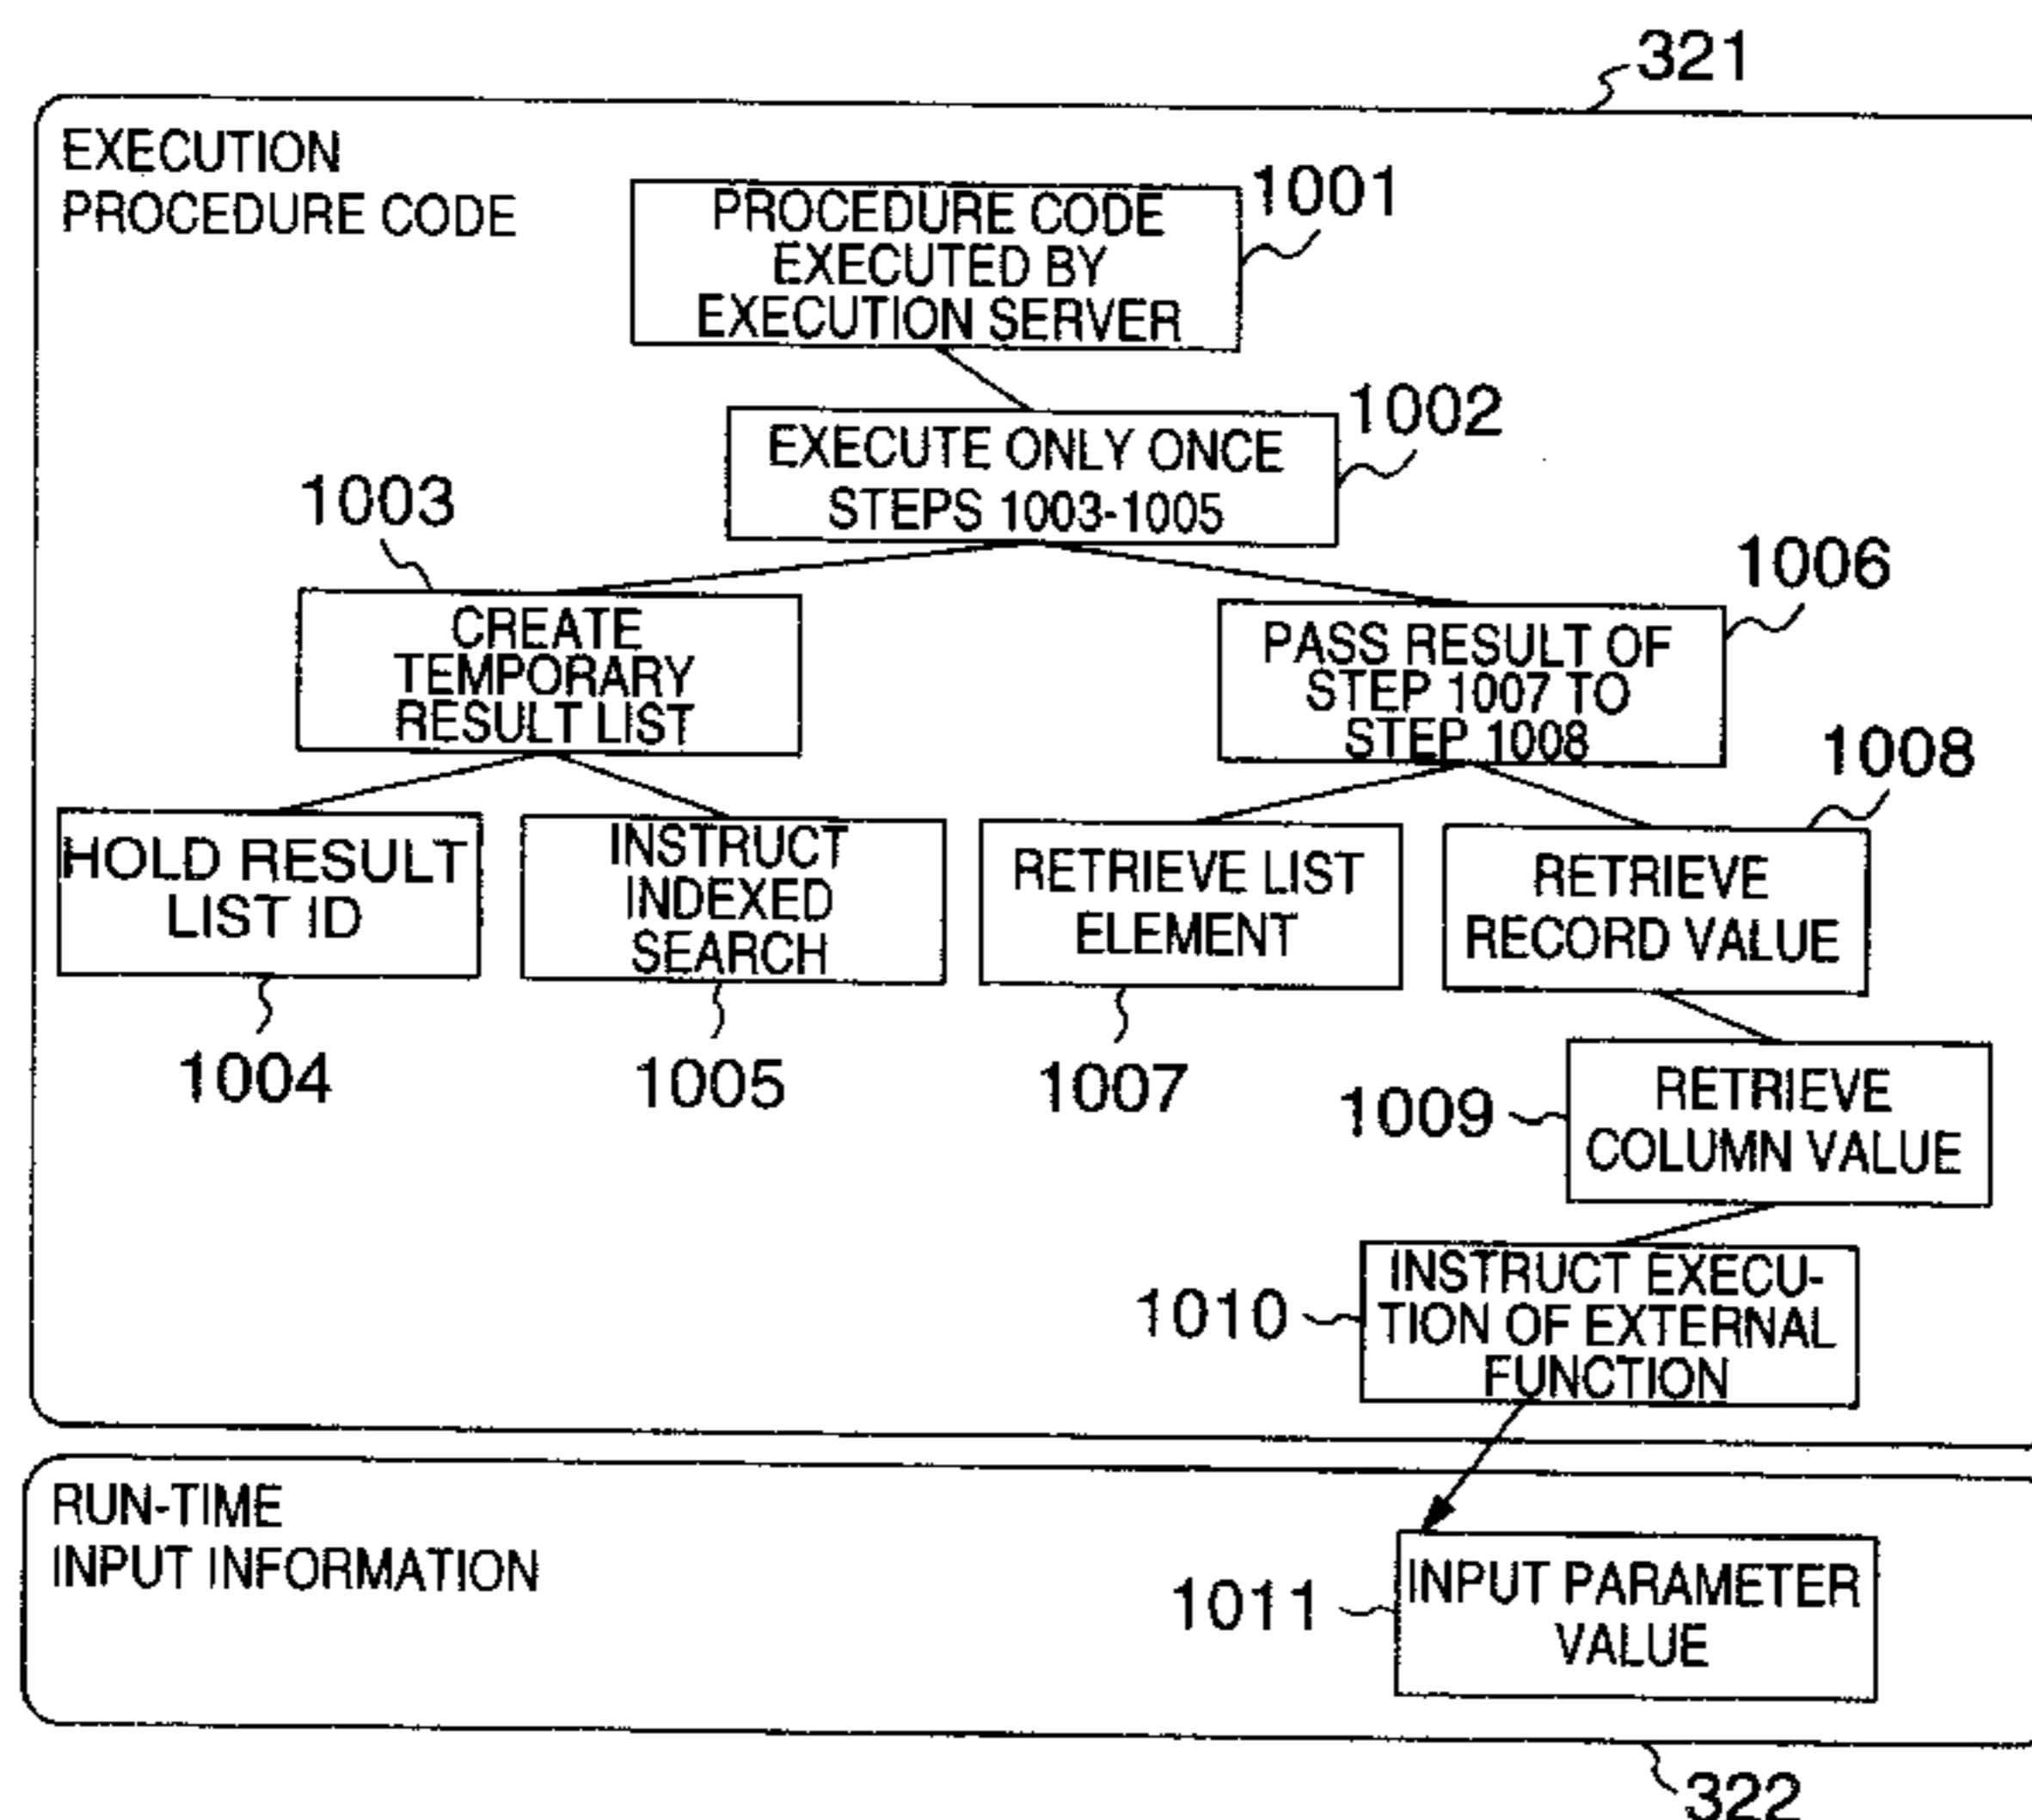 321
EXECUTION
PROCEDURE CODE
PROCEDURE CODE
EXECUTED BY
EXECUTION SERVER
1001
EXECUTE ONLY ONCE
STEPS 1003-1005
1002
1003
CREATE
TEMPORARY
RESULT LIST
PASS RESULT OF
STEP 1007 TO
STEP 1008
1006
1008
HOLD RESULT
LIST ID
INSTRUCT
INDEXED
SEARCH
RETRIEVE LIST
ELEMENT
RETRIEVE
RECORD VALUE
1004
1005
1007
1009
RETRIEVE
COLUMN VALUE
1010
INSTRUCT EXECU-
TION OF EXTERNAL
FUNCTION
RUN-TIME
INPUT INFORMATION
1011
INPUT PARAMETER
VALUE
322